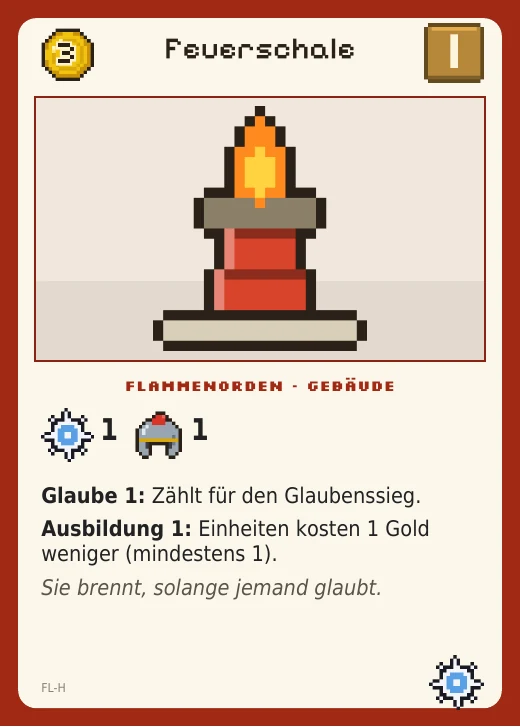 3
Feuerschale
I
FLAMMENORDEN - GEBÄUDE
1 1
Glaube 1: Zählt für den Glaubenssieg.
Ausbildung 1: Einheiten kosten 1 Gold
weniger (mindestens 1).
Sie brennt, solange jemand glaubt.
FL-H